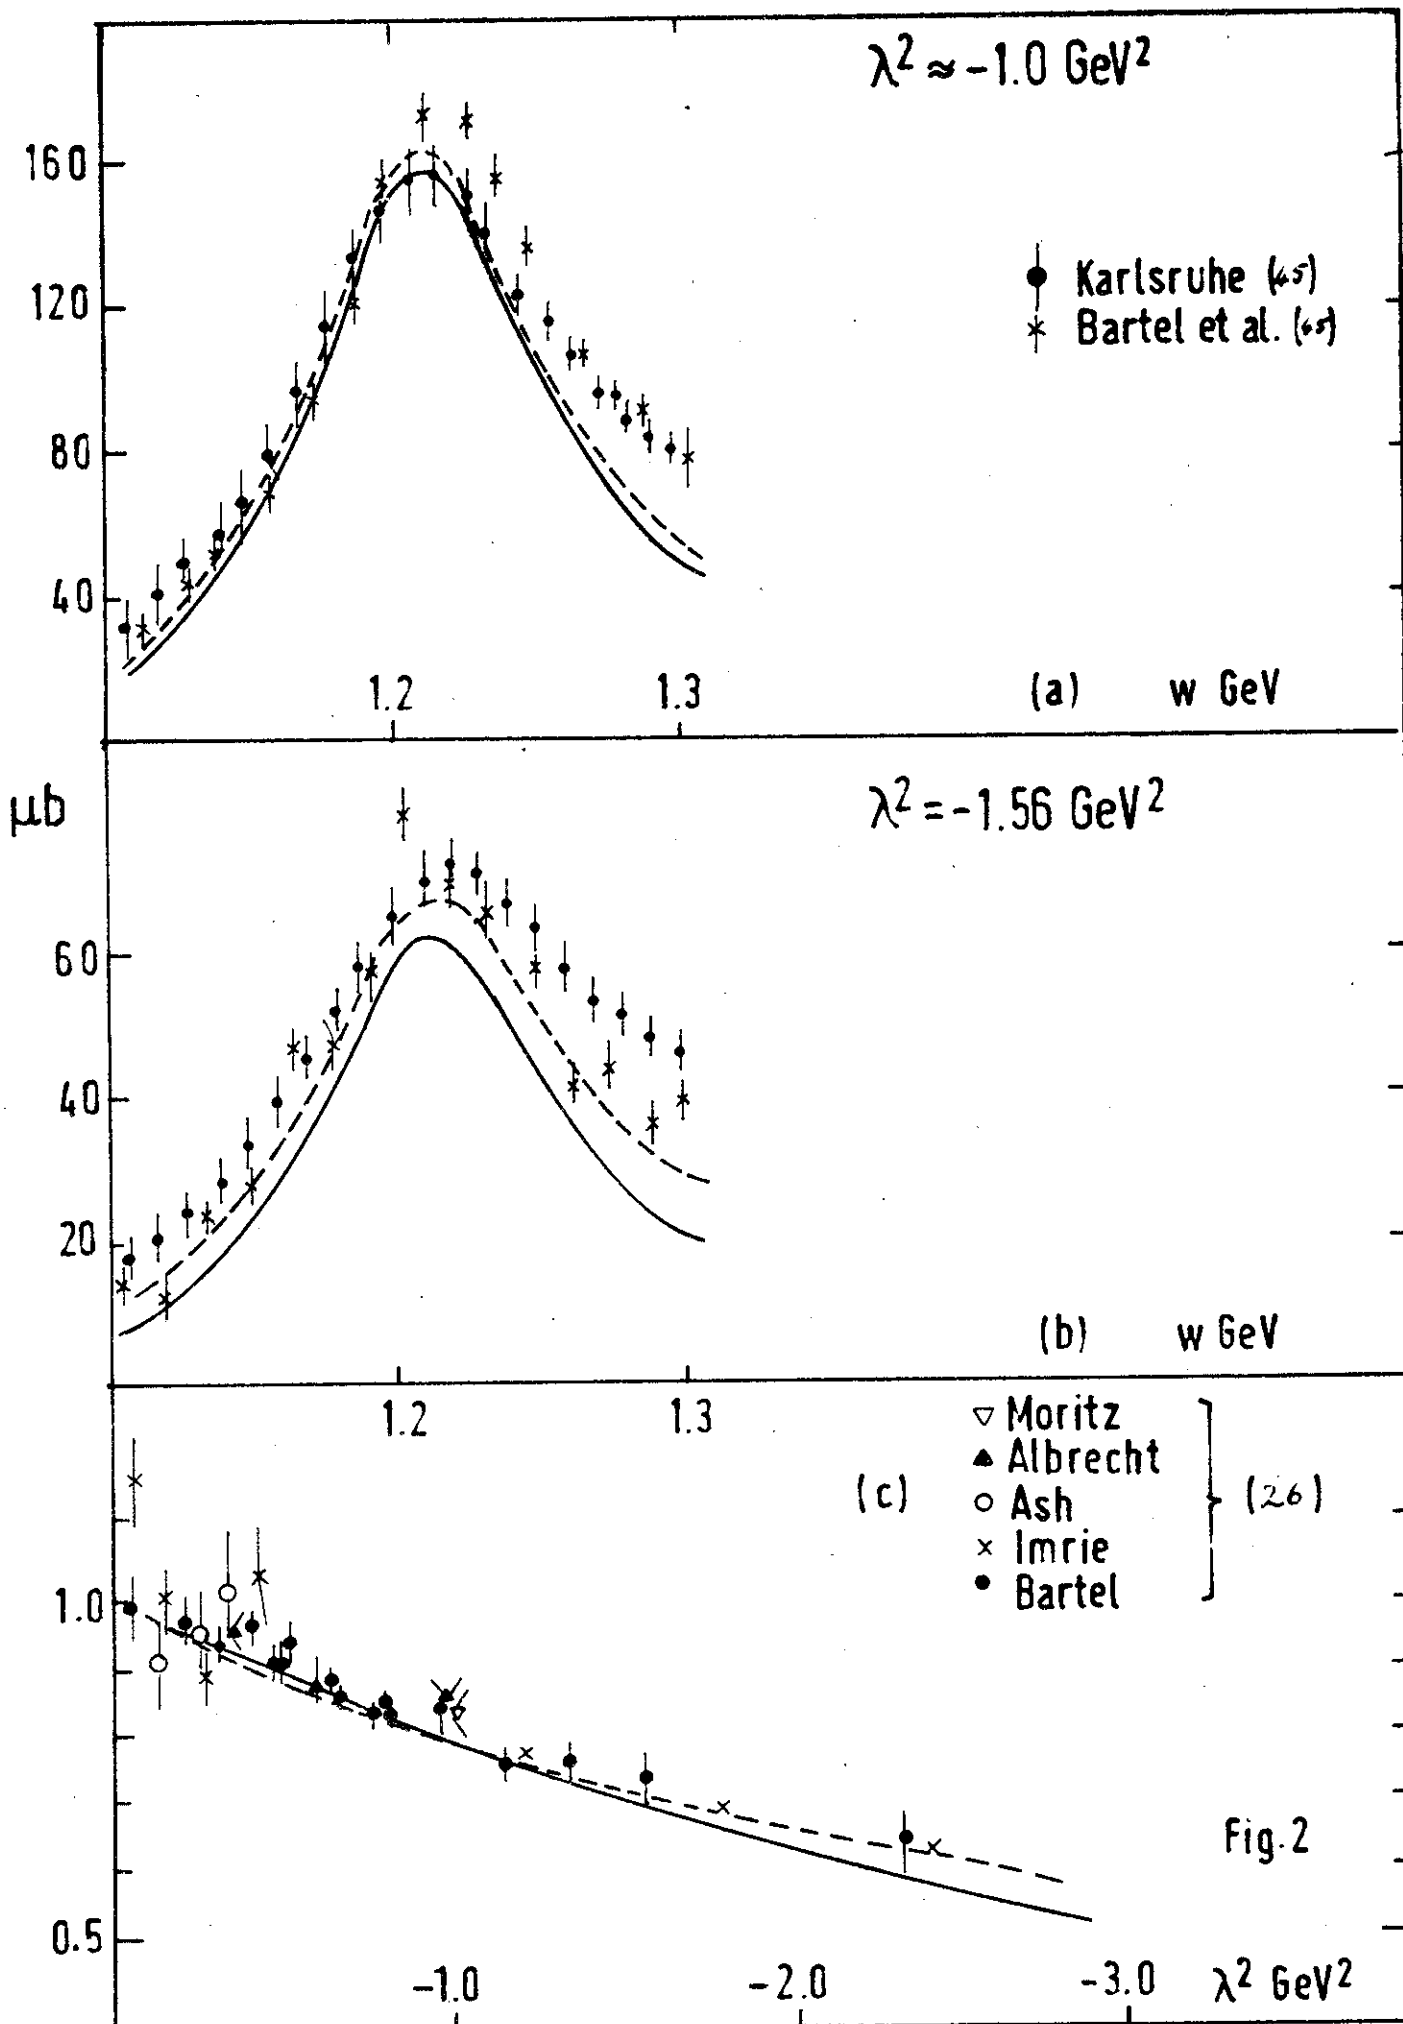 λ² ≈ -1.0 GeV²
160
Karlsruhe (45)
120
Bartel et al. (45)
80
40
1.2
1.3
(a)
w GeV
μb
λ² = -1.56 GeV²
60
40
20
(b)
w GeV
1.2
1.3
Moritz
Albrecht
(c)
(26)
Ash
Imrie
Bartel
1.0
Fig.2
0.5
-1.0
-2.0
-3.0
λ² GeV²